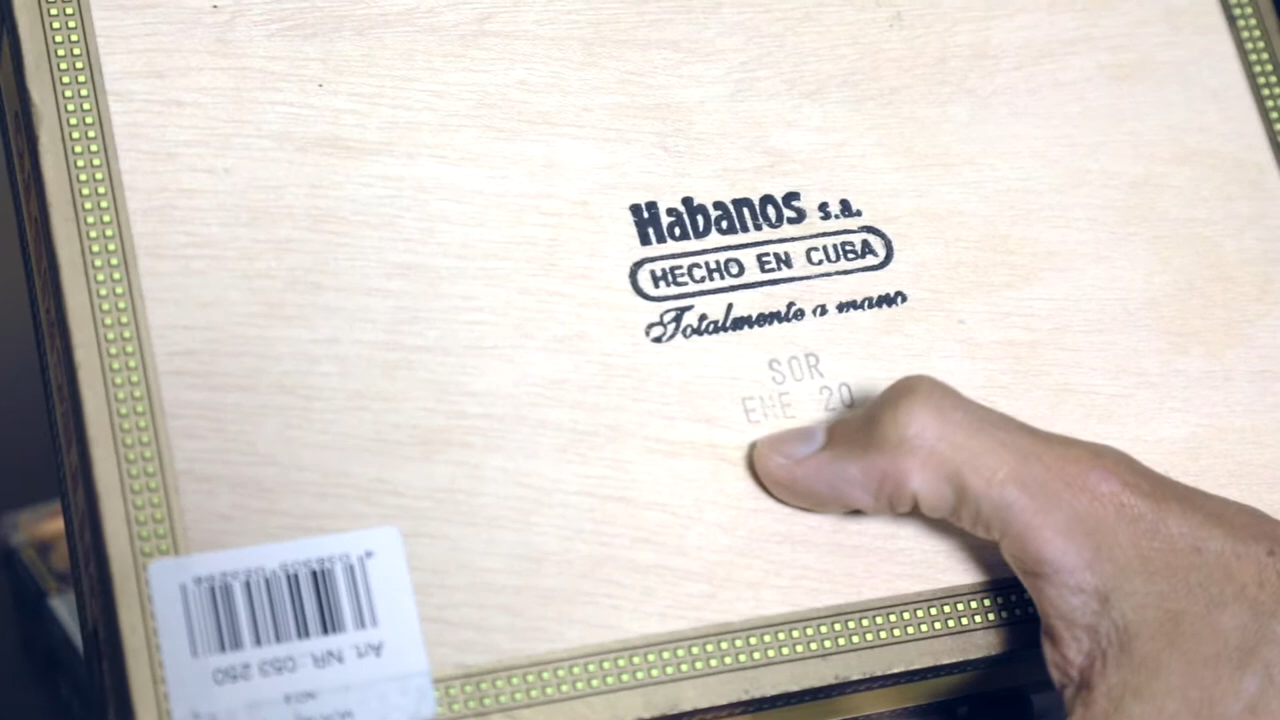 Habanos s.a.
HECHO EN CUBA
Totalmente a mano
SOR
ENE 20
Art. NR.: 053 250